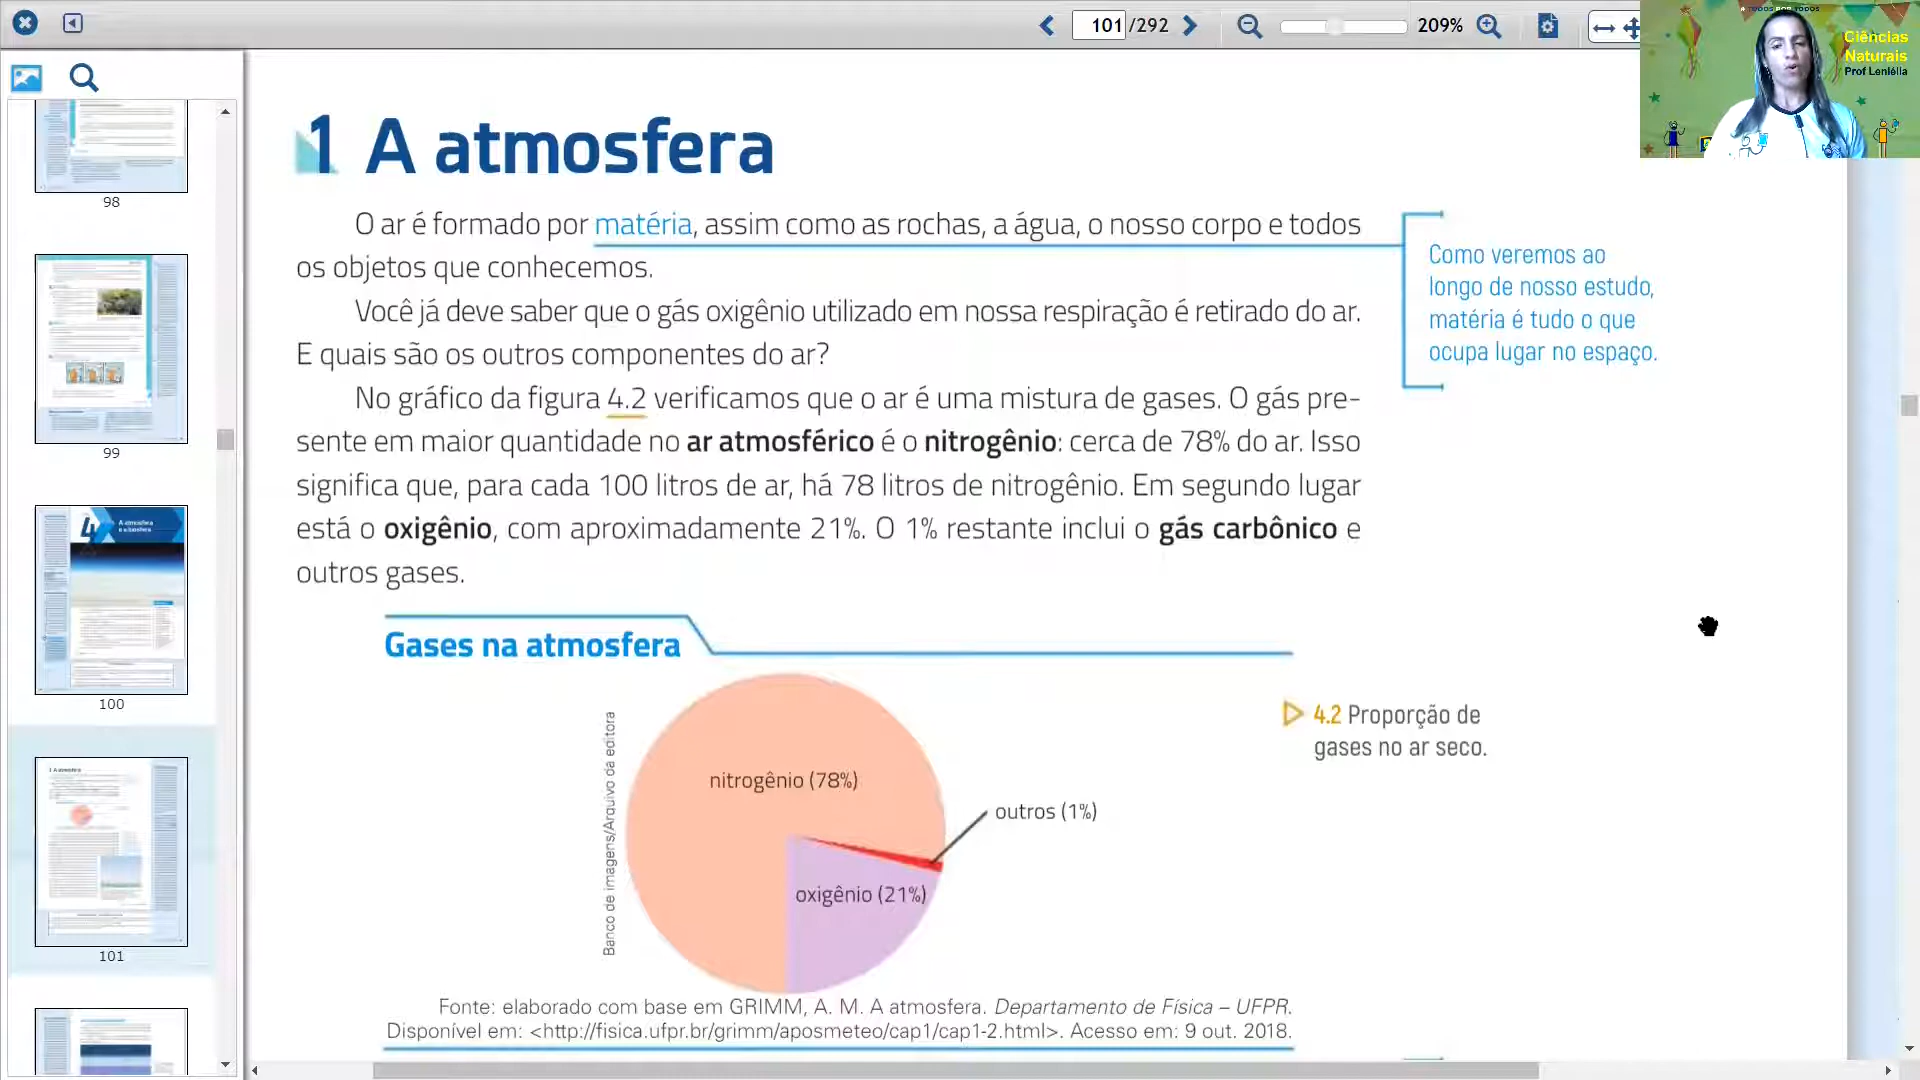 101 /292
209%
TODOS POR TODOS
Ciências
Naturais
Prof Leniélia
98
99
100
101
1 A atmosfera
O ar é formado por matéria, assim como as rochas, a água, o nosso corpo e todos
os objetos que conhecemos.
Você já deve saber que o gás oxigênio utilizado em nossa respiração é retirado do ar.
E quais são os outros componentes do ar?
No gráfico da figura 4.2 verificamos que o ar é uma mistura de gases. O gás pre-
sente em maior quantidade no ar atmosférico é o nitrogênio: cerca de 78% do ar. Isso
significa que, para cada 100 litros de ar, há 78 litros de nitrogênio. Em segundo lugar
está o oxigênio, com aproximadamente 21%. O 1% restante inclui o gás carbônico e
outros gases.
Como veremos ao
longo de nosso estudo,
matéria é tudo o que
ocupa lugar no espaço.
Gases na atmosfera
Banco de imagens/Arquivo da editora
nitrogênio (78%)
outros (1%)
oxigênio (21%)
4.2 Proporção de
gases no ar seco.
Fonte: elaborado com base em GRIMM, A. M. A atmosfera. Departamento de Física – UFPR.
Disponível em: <http://fisica.ufpr.br/grimm/aposmeteo/cap1/cap1-2.html>. Acesso em: 9 out. 2018.